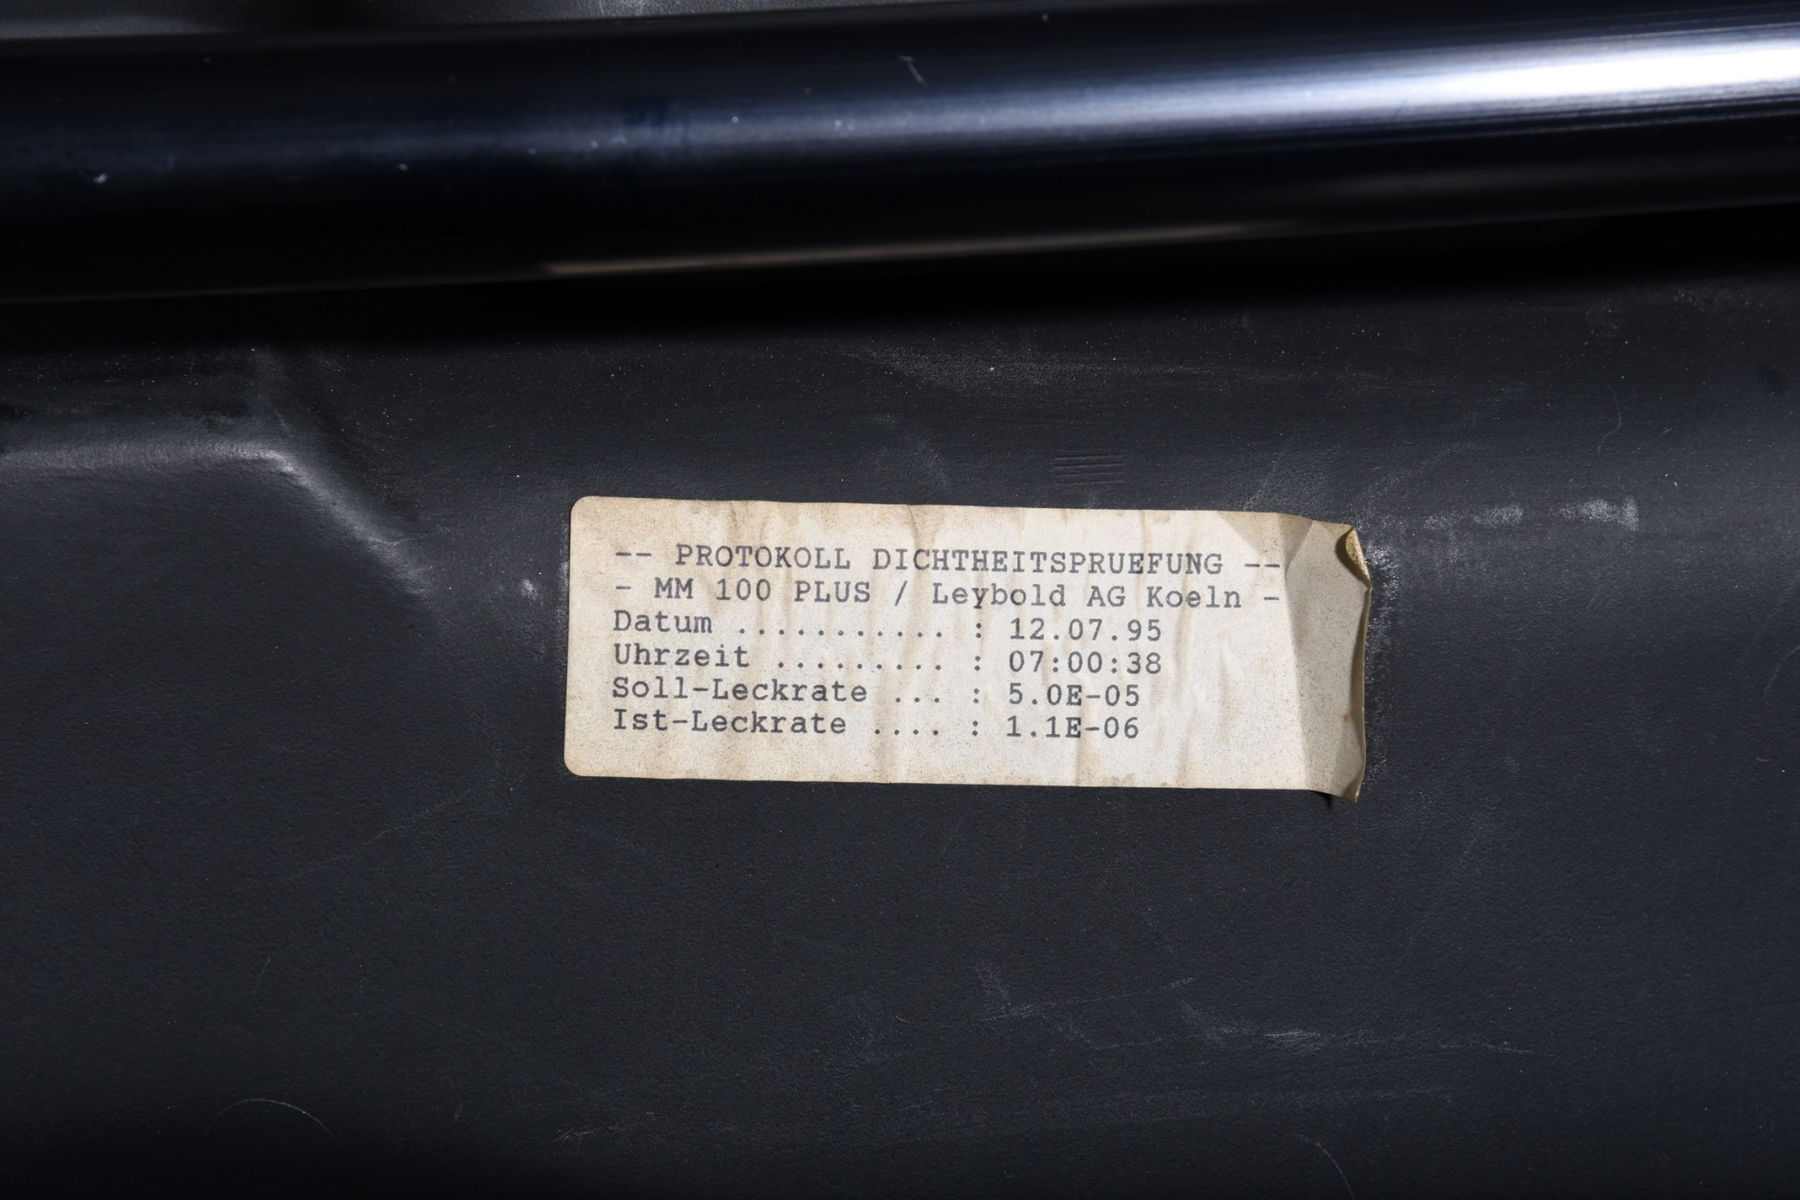 -- PROTOKOLL DICHTHEITSPRUEFUNG --
- MM 100 PLUS / Leybold AG Koeln -
Datum ........... : 12.07.95
Uhrzeit ......... : 07:00:38
Soll-Leckrate ... : 5.0E-05
Ist-Leckrate .... : 1.1E-06